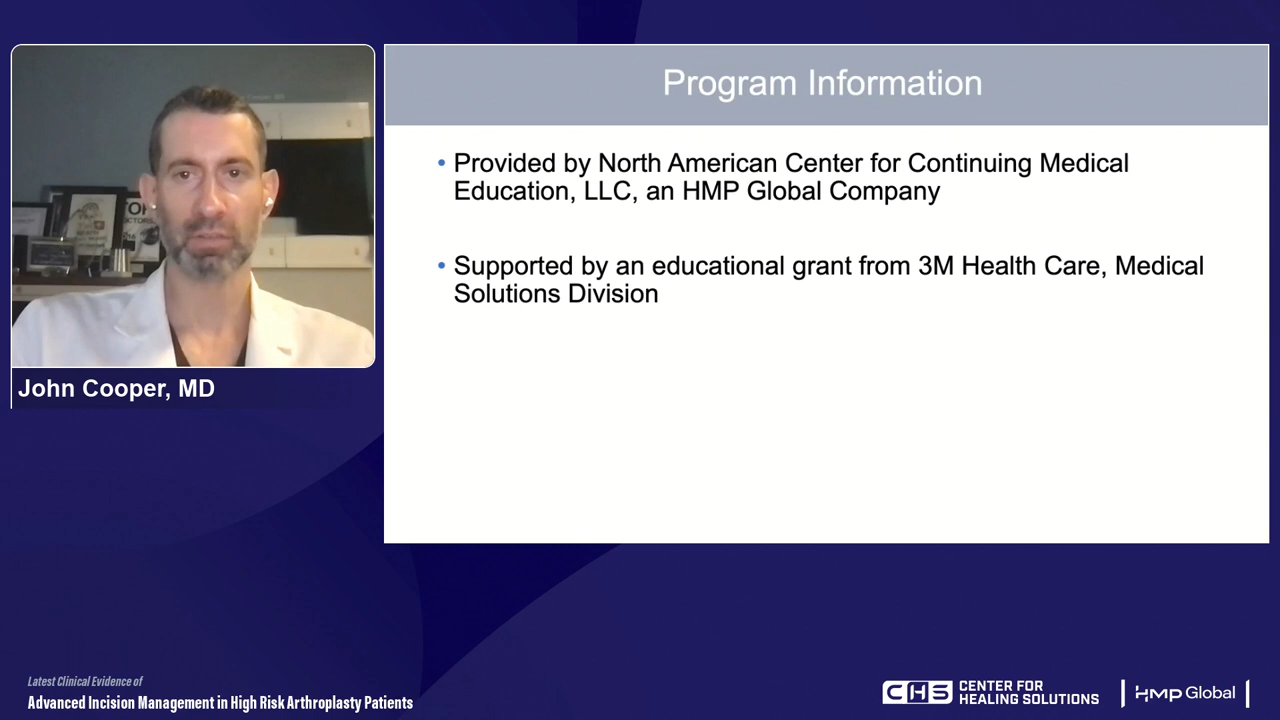 Program Information
• Provided by North American Center for Continuing Medical
Education, LLC, an HMP Global Company
• Supported by an educational grant from 3M Health Care, Medical
Solutions Division
John Cooper, MD
Latest Clinical Evidence of
Advanced Incision Management in High Risk Arthroplasty Patients
CHS CENTER FOR
HEALING SOLUTIONS
HMP Global